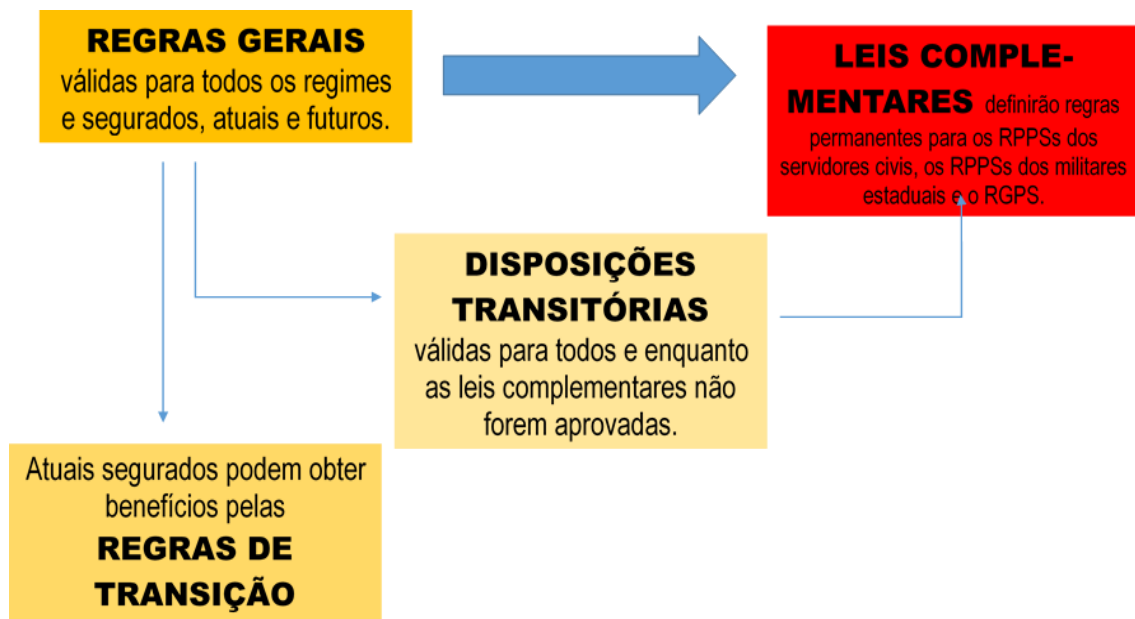 REGRAS GERAIS
válidas para todos os regimes
e segurados, atuais e futuros.
LEIS COMPLE-
MENTARES definirão regras
permanentes para os RPPSs dos
servidores civis, os RPPSs dos militares
estaduais e o RGPS.
DISPOSIÇÕES
TRANSITÓRIAS
válidas para todos e enquanto
as leis complementares não
forem aprovadas.
Atuais segurados podem obter
benefícios pelas
REGRAS DE
TRANSIÇÃO